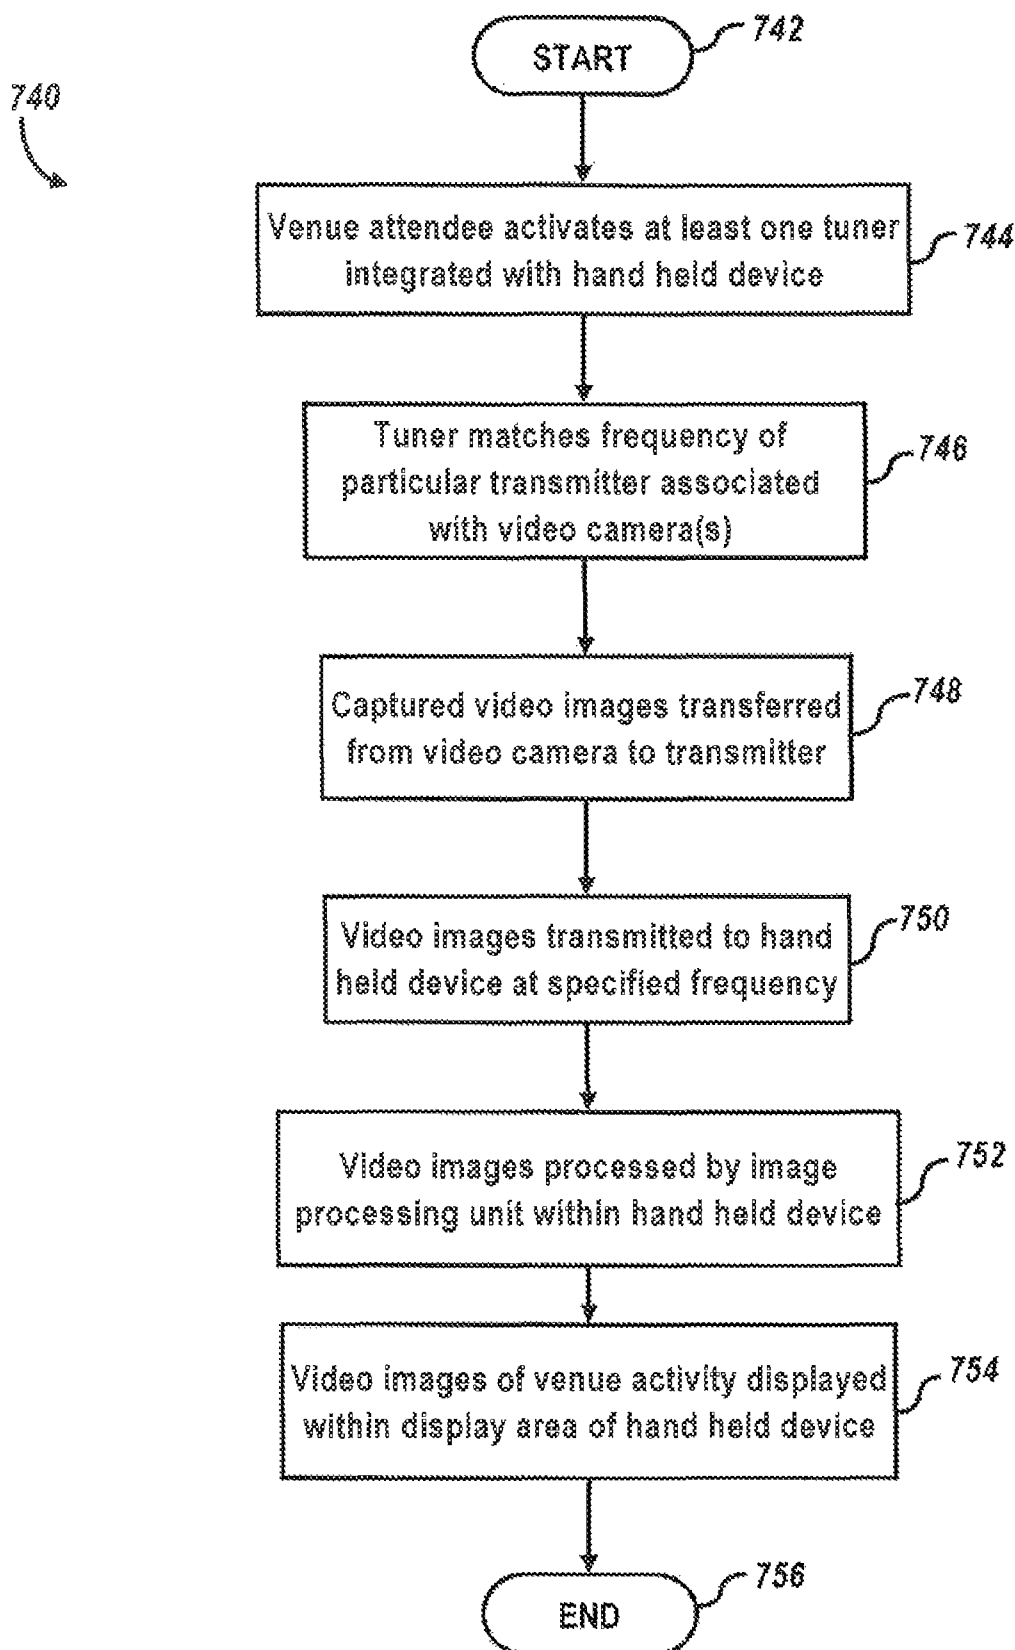 742
START
740
Venue attendee activates at least one tuner
integrated with hand held device
744
Tuner matches frequency of
particular transmitter associated
with video camera(s)
746
Captured video images transferred
from video camera to transmitter
748
Video images transmitted to hand
held device at specified frequency
750
Video images processed by image
processing unit within hand held device
752
Video images of venue activity displayed
within display area of hand held device
754
END
756